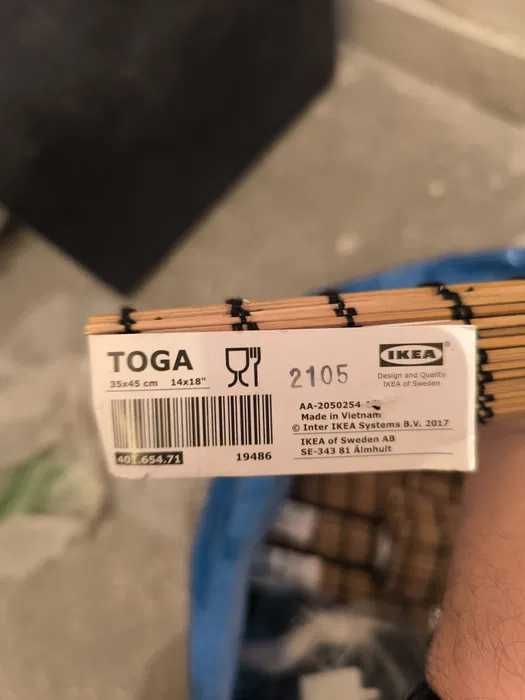 TOGA
35x45 cm 14x18"
2105
IKEA
Design and Quality
IKEA of Sweden
AA-2050254
Made in Vietnam
© Inter IKEA Systems B.V. 2017
IKEA of Sweden AB
SE-343 81 Älmhult
401.654.71 19486